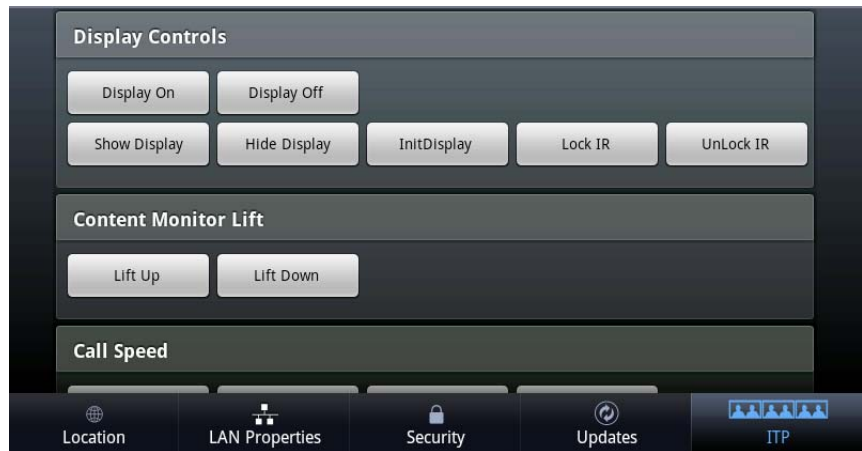 Display Controls
Display On Display Off
Show Display Hide Display InitDisplay Lock IR UnLock IR
Content Monitor Lift
Lift Up Lift Down
Call Speed
Location LAN Properties Security Updates ITP